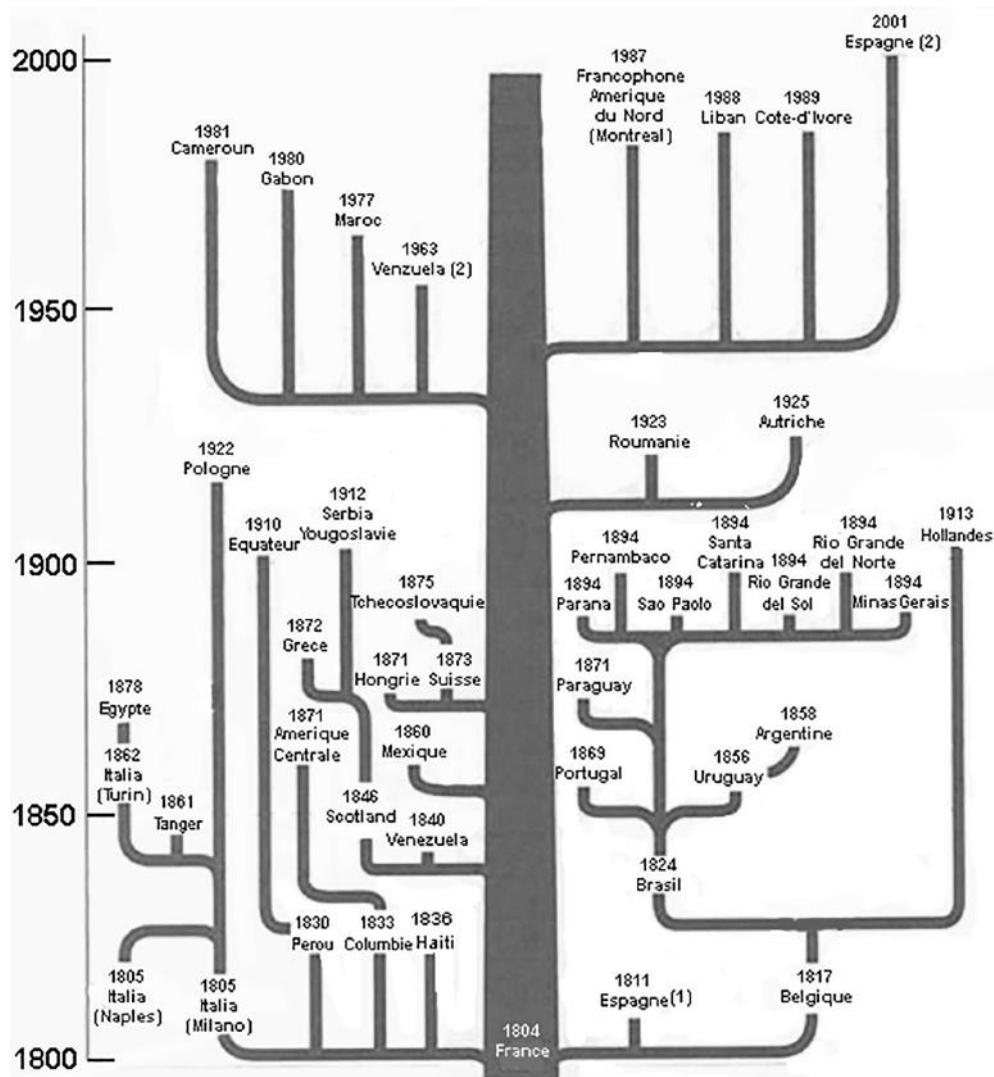 2001
Espagne (2)
2000
1987
Francophone
Amerique
du Nord
(Montreal)
1988
Liban
1989
Cote-d'Ivore
1981
Cameroun
1980
Gabon
1977
Maroc
1963
Venzuela (2)
1950
1925
Autriche
1923
Roumanie
1922
Pologne
1912
Serbia
Yougoslavie
1910
Equateur
1913
Hollandes
1900
1894
Pernambaco
1894
Santa
Catarina
1894
Rio Grande
del Norte
1894
Parana
1894
Sao Paolo
1894
Rio Grande
del Sol
1894
Minas Gerais
1875
Tchecoslovaquie
1872
Grece
1871
Hongrie
1873
Suisse
1871
Paraguay
1878
Egypte
1871
Amerique
Centrale
1860
Mexique
1858
Argentine
1869
Portugal
1856
Uruguay
1862
Italia
(Turin)
1861
Tanger
1850
1846
Scotland
1840
Venezuela
1824
Brasil
1830
Perou
1833
Columbie
1836
Haiti
1805
Italia
(Naples)
1805
Italia
(Milano)
1811
Espagne(1)
1817
Belgique
1804
France
1800